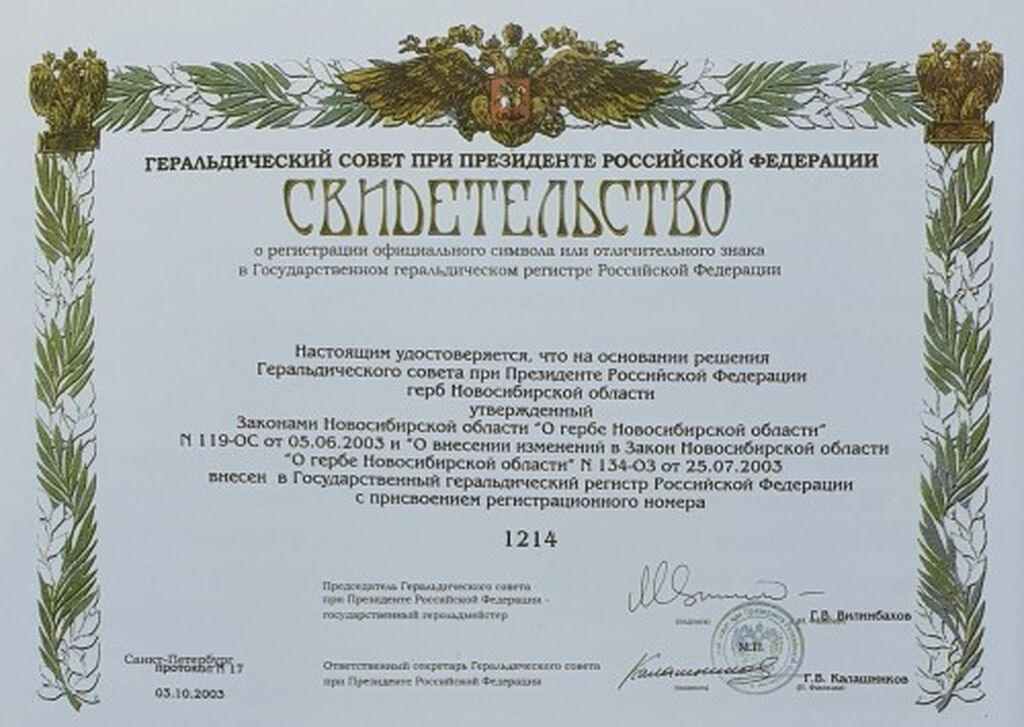 ГЕРАЛЬДИЧЕСКИЙ СОВЕТ ПРИ ПРЕЗИДЕНТЕ РОССИЙСКОЙ ФЕДЕРАЦИИ
СВИДЕТЕЛЬСТВО
о регистрации официального символа или отличительного знака
в Государственном геральдическом регистре Российской Федерации
Настоящим удостоверяется, что на основании решения
Геральдического совета при Президенте Российской Федерации
герб Новосибирской области
утвержденный
Законами Новосибирской области "О гербе Новосибирской области"
N 119-ОС от 05.06.2003 и "О внесении изменений в Закон Новосибирской области
"О гербе Новосибирской области" N 134-ОЗ от 25.07.2003
внесен в Государственный геральдический регистр Российской Федерации
с присвоением регистрационного номера
1214
Председатель Геральдического совета
при Президенте Российской Федерации -
государственный герольдмейстер
Г.В. Вилинбахов
(подпись)
М.П.
Санкт-Петербург
протокол N 17
03.10.2003
Ответственный секретарь Геральдического совета
при Президенте Российской Федерации
Калашников
Г.В. Калашников
(подпись)